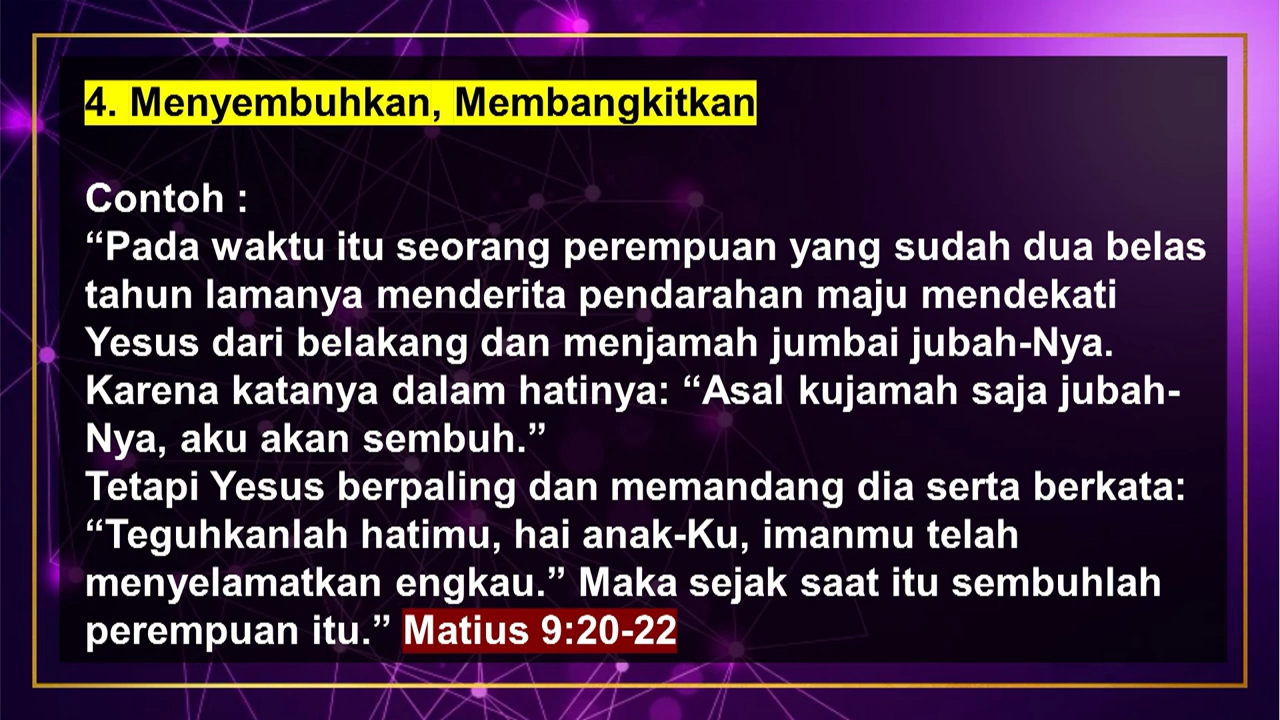 4. Menyembuhkan, Membangkitkan
Contoh :
“Pada waktu itu seorang perempuan yang sudah dua belas
tahun lamanya menderita pendarahan maju mendekati
Yesus dari belakang dan menjamah jumbai jubah-Nya.
Karena katanya dalam hatinya: “Asal kujamah saja jubah-
Nya, aku akan sembuh.”
Tetapi Yesus berpaling dan memandang dia serta berkata:
“Teguhkanlah hatimu, hai anak-Ku, imanmu telah
menyelamatkan engkau.” Maka sejak saat itu sembuhlah
perempuan itu.” Matius 9:20-22